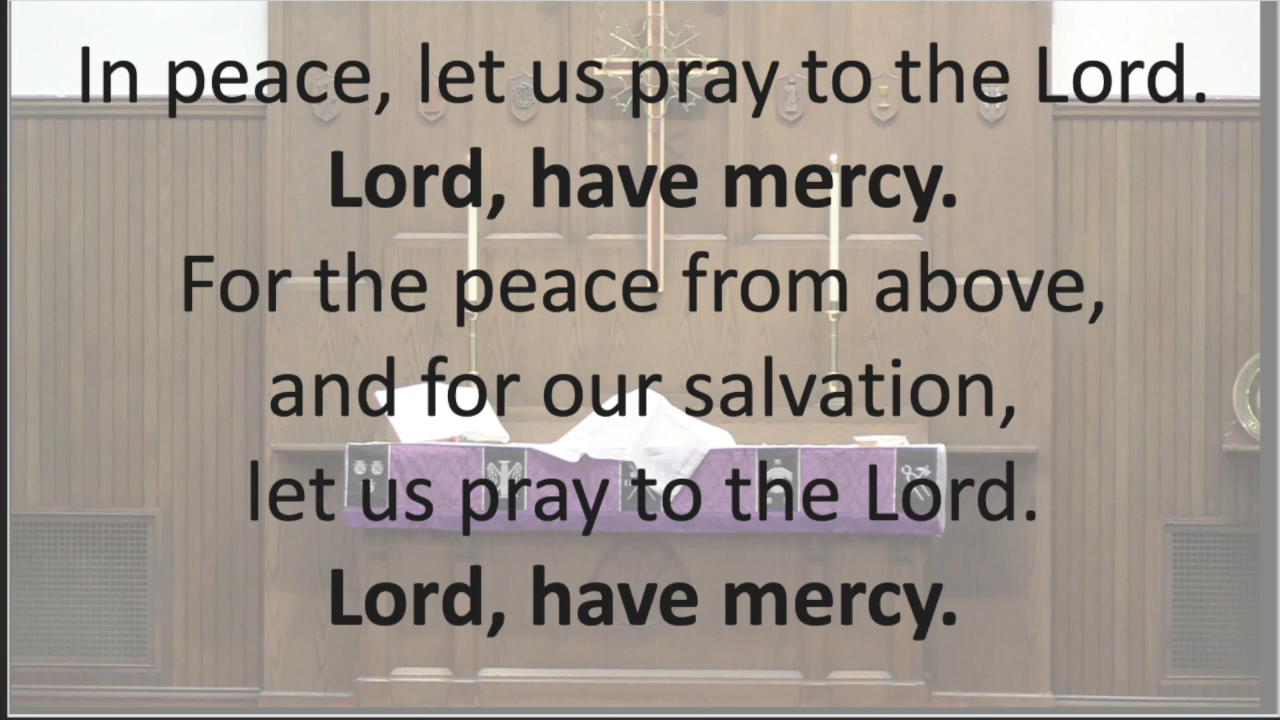 In peace, let us pray to the Lord.
Lord, have mercy.
For the peace from above,
and for our salvation,
let us pray to the Lord.
Lord, have mercy.